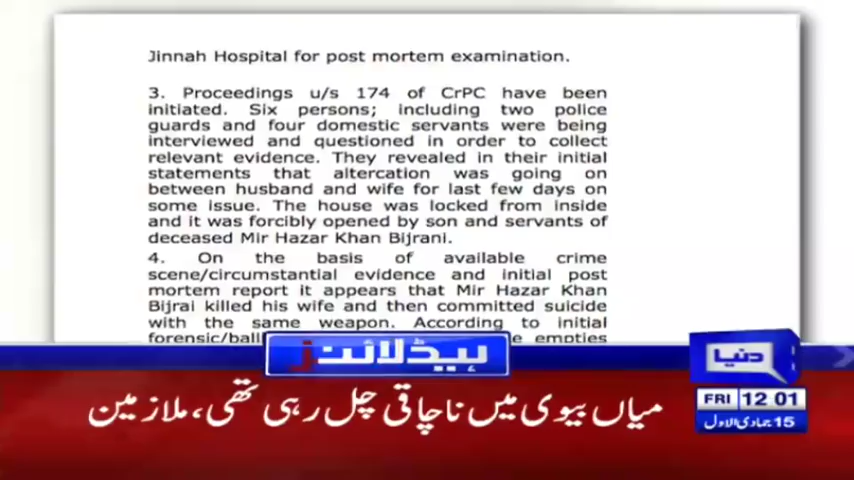 Jinnah Hospital for post mortem examination.
3. Proceedings u/s 174 of CrPC have been
initiated. Six persons; including two police
guards and four domestic servants were being
interviewed and questioned in order to collect
relevant evidence. They revealed in their initial
statements that altercation was going on
between husband and wife for last few days on
some issue. The house was locked from inside
and it was forcibly opened by son and servants of
deceased Mir Hazar Khan Bijrani.
4. On the basis of available crime
scene/circumstantial evidence and initial post
mortem report it appears that Mir Hazar Khan
Bijrai killed his wife and then committed suicide
with the same weapon. According to initial
empties
ہیڈلائنز
دنیا
FRI 12 01
15 جمادی الاول
میاں بیوی میں ناچاقی چل رہی تھی، ملازمین